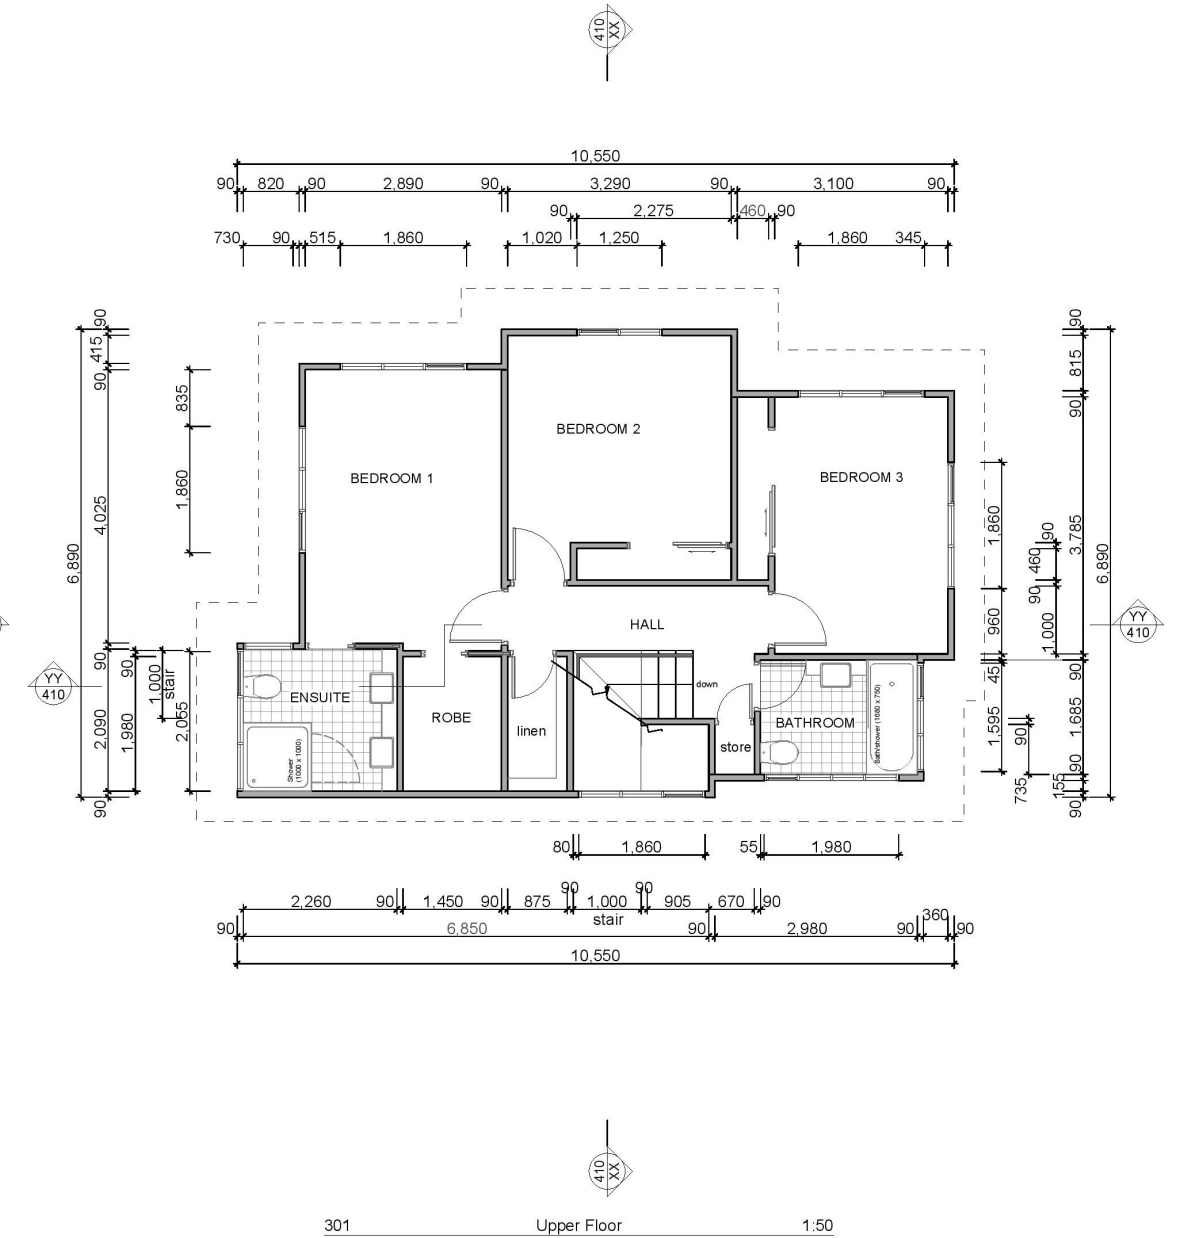 410
XX
10,550
90 820 90 2,890 90 3,290 90 3,100 90
90 2,275 460 90
730 90 515 1,860 1,020 1,250 1,860 345
90
415
90
4,025
6,890
90
2,090
90
835
1,860
90
1,980
1,000
stair
2,055
90
815
90
3,785
6,890
90
1,685
90
155
90
1,860
960
45
1,595
90
460
90
1,000
90
735
BEDROOM 1
BEDROOM 2
BEDROOM 3
HALL
ENSUITE
ROBE
linen
down
store
BATHROOM
Shower
(1000 x 1000)
Bath/shower (1680 x 750)
YY
410
YY
410
80 1,860 55 1,980
2,260 90 1,450 90 875 90 1,000 90 905 670 90
stair
90 6,850 90 2,980 90 360 90
10,550
410
XX
301 Upper Floor 1:50